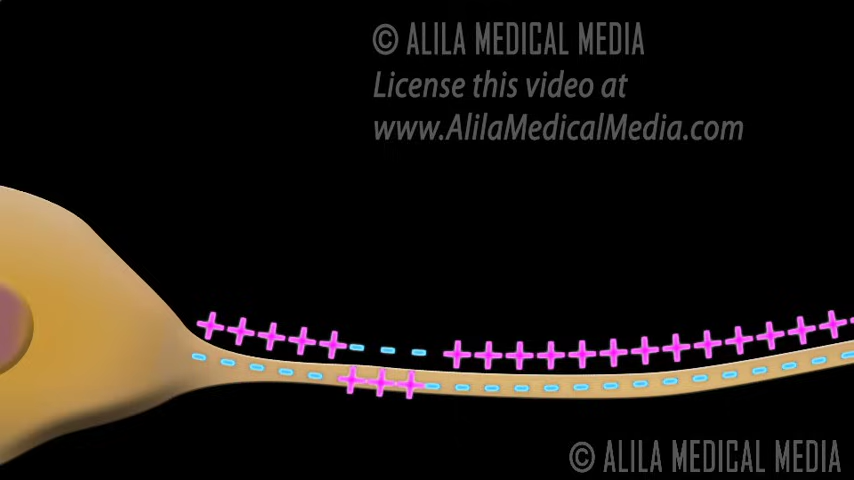 © ALILA MEDICAL MEDIA
License this video at
www.AlilaMedicalMedia.com
© ALILA MEDICAL MEDIA